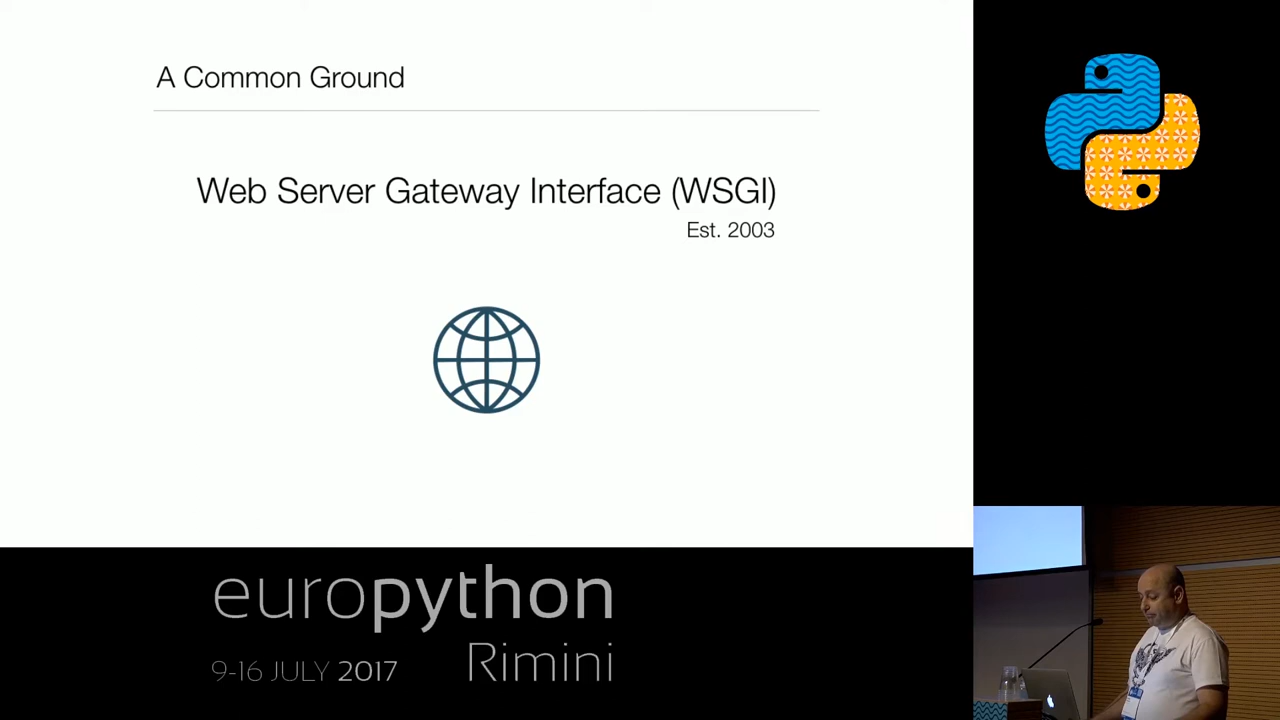 A Common Ground
Web Server Gateway Interface (WSGI)
Est. 2003
europython
Rimini
9-16 JULY 2017